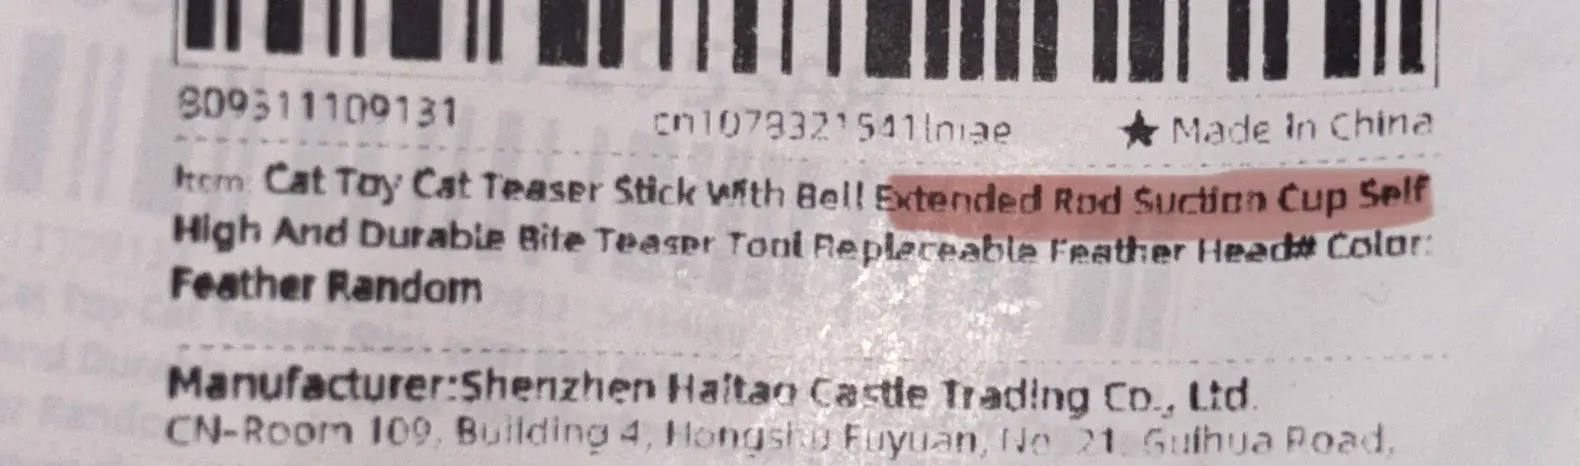 809311109131 cn1078321541lniae ★ Made In China
Item: Cat Toy Cat Teaser Stick With Bell Extended Rod Suction Cup Self
High And Durable Bite Teaser Tool Replaceable Feather Head# Color:
Feather Random
Manufacturer:Shenzhen Haitao Castle Trading Co., Ltd.
CN-Room 109, Building 4, Hongshu Fuyuan, No. 21, Guihua Road,